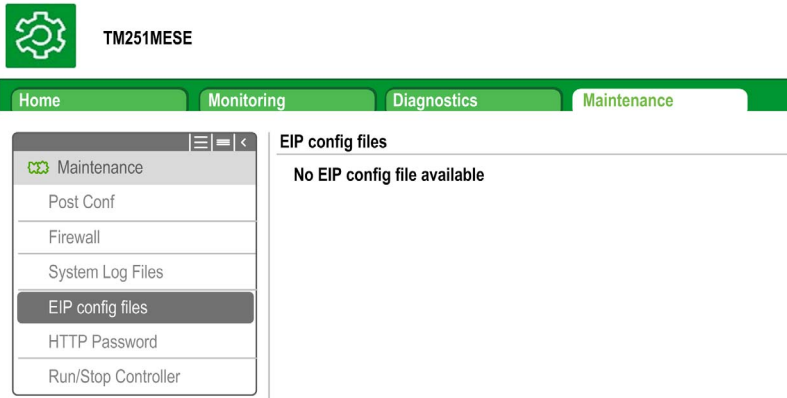 TM251MESE
Home Monitoring Diagnostics Maintenance
EIP config files
No EIP config file available
Maintenance
Post Conf
Firewall
System Log Files
EIP config files
HTTP Password
Run/Stop Controller